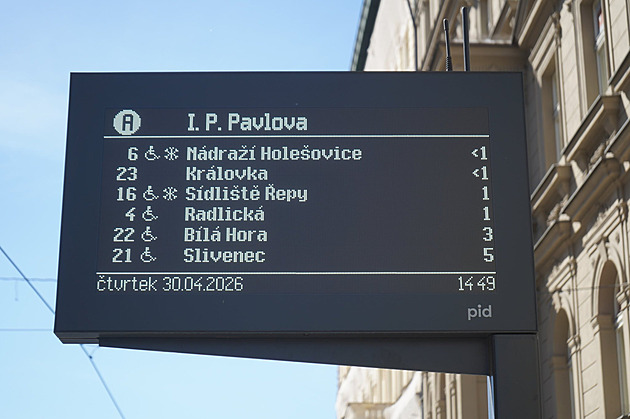 A I. P. Pavlova
6 Nádraží Holešovice <1
23 Královka <1
16 Sídliště Řepy 1
4 Radlická 1
22 Bílá Hora 3
21 Slivenec 5
čtvrtek 30.04.2026 14 49
pid